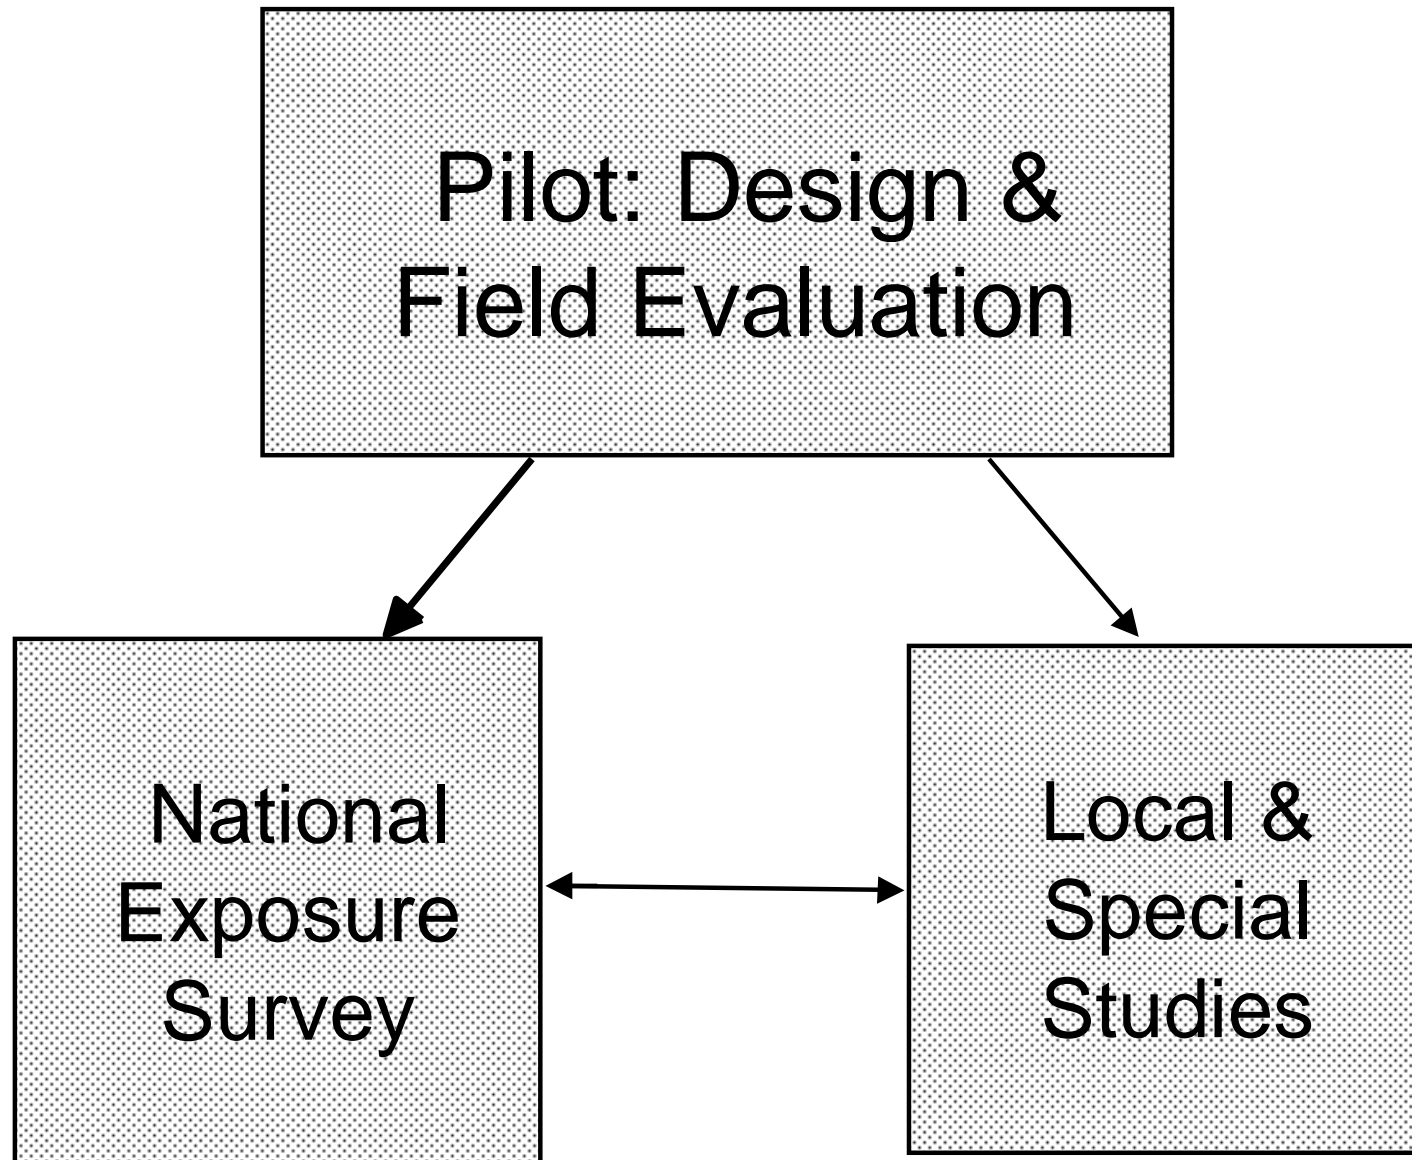 Pilot: Design &
Field Evaluation
National
Exposure
Survey
Local &
Special
Studies